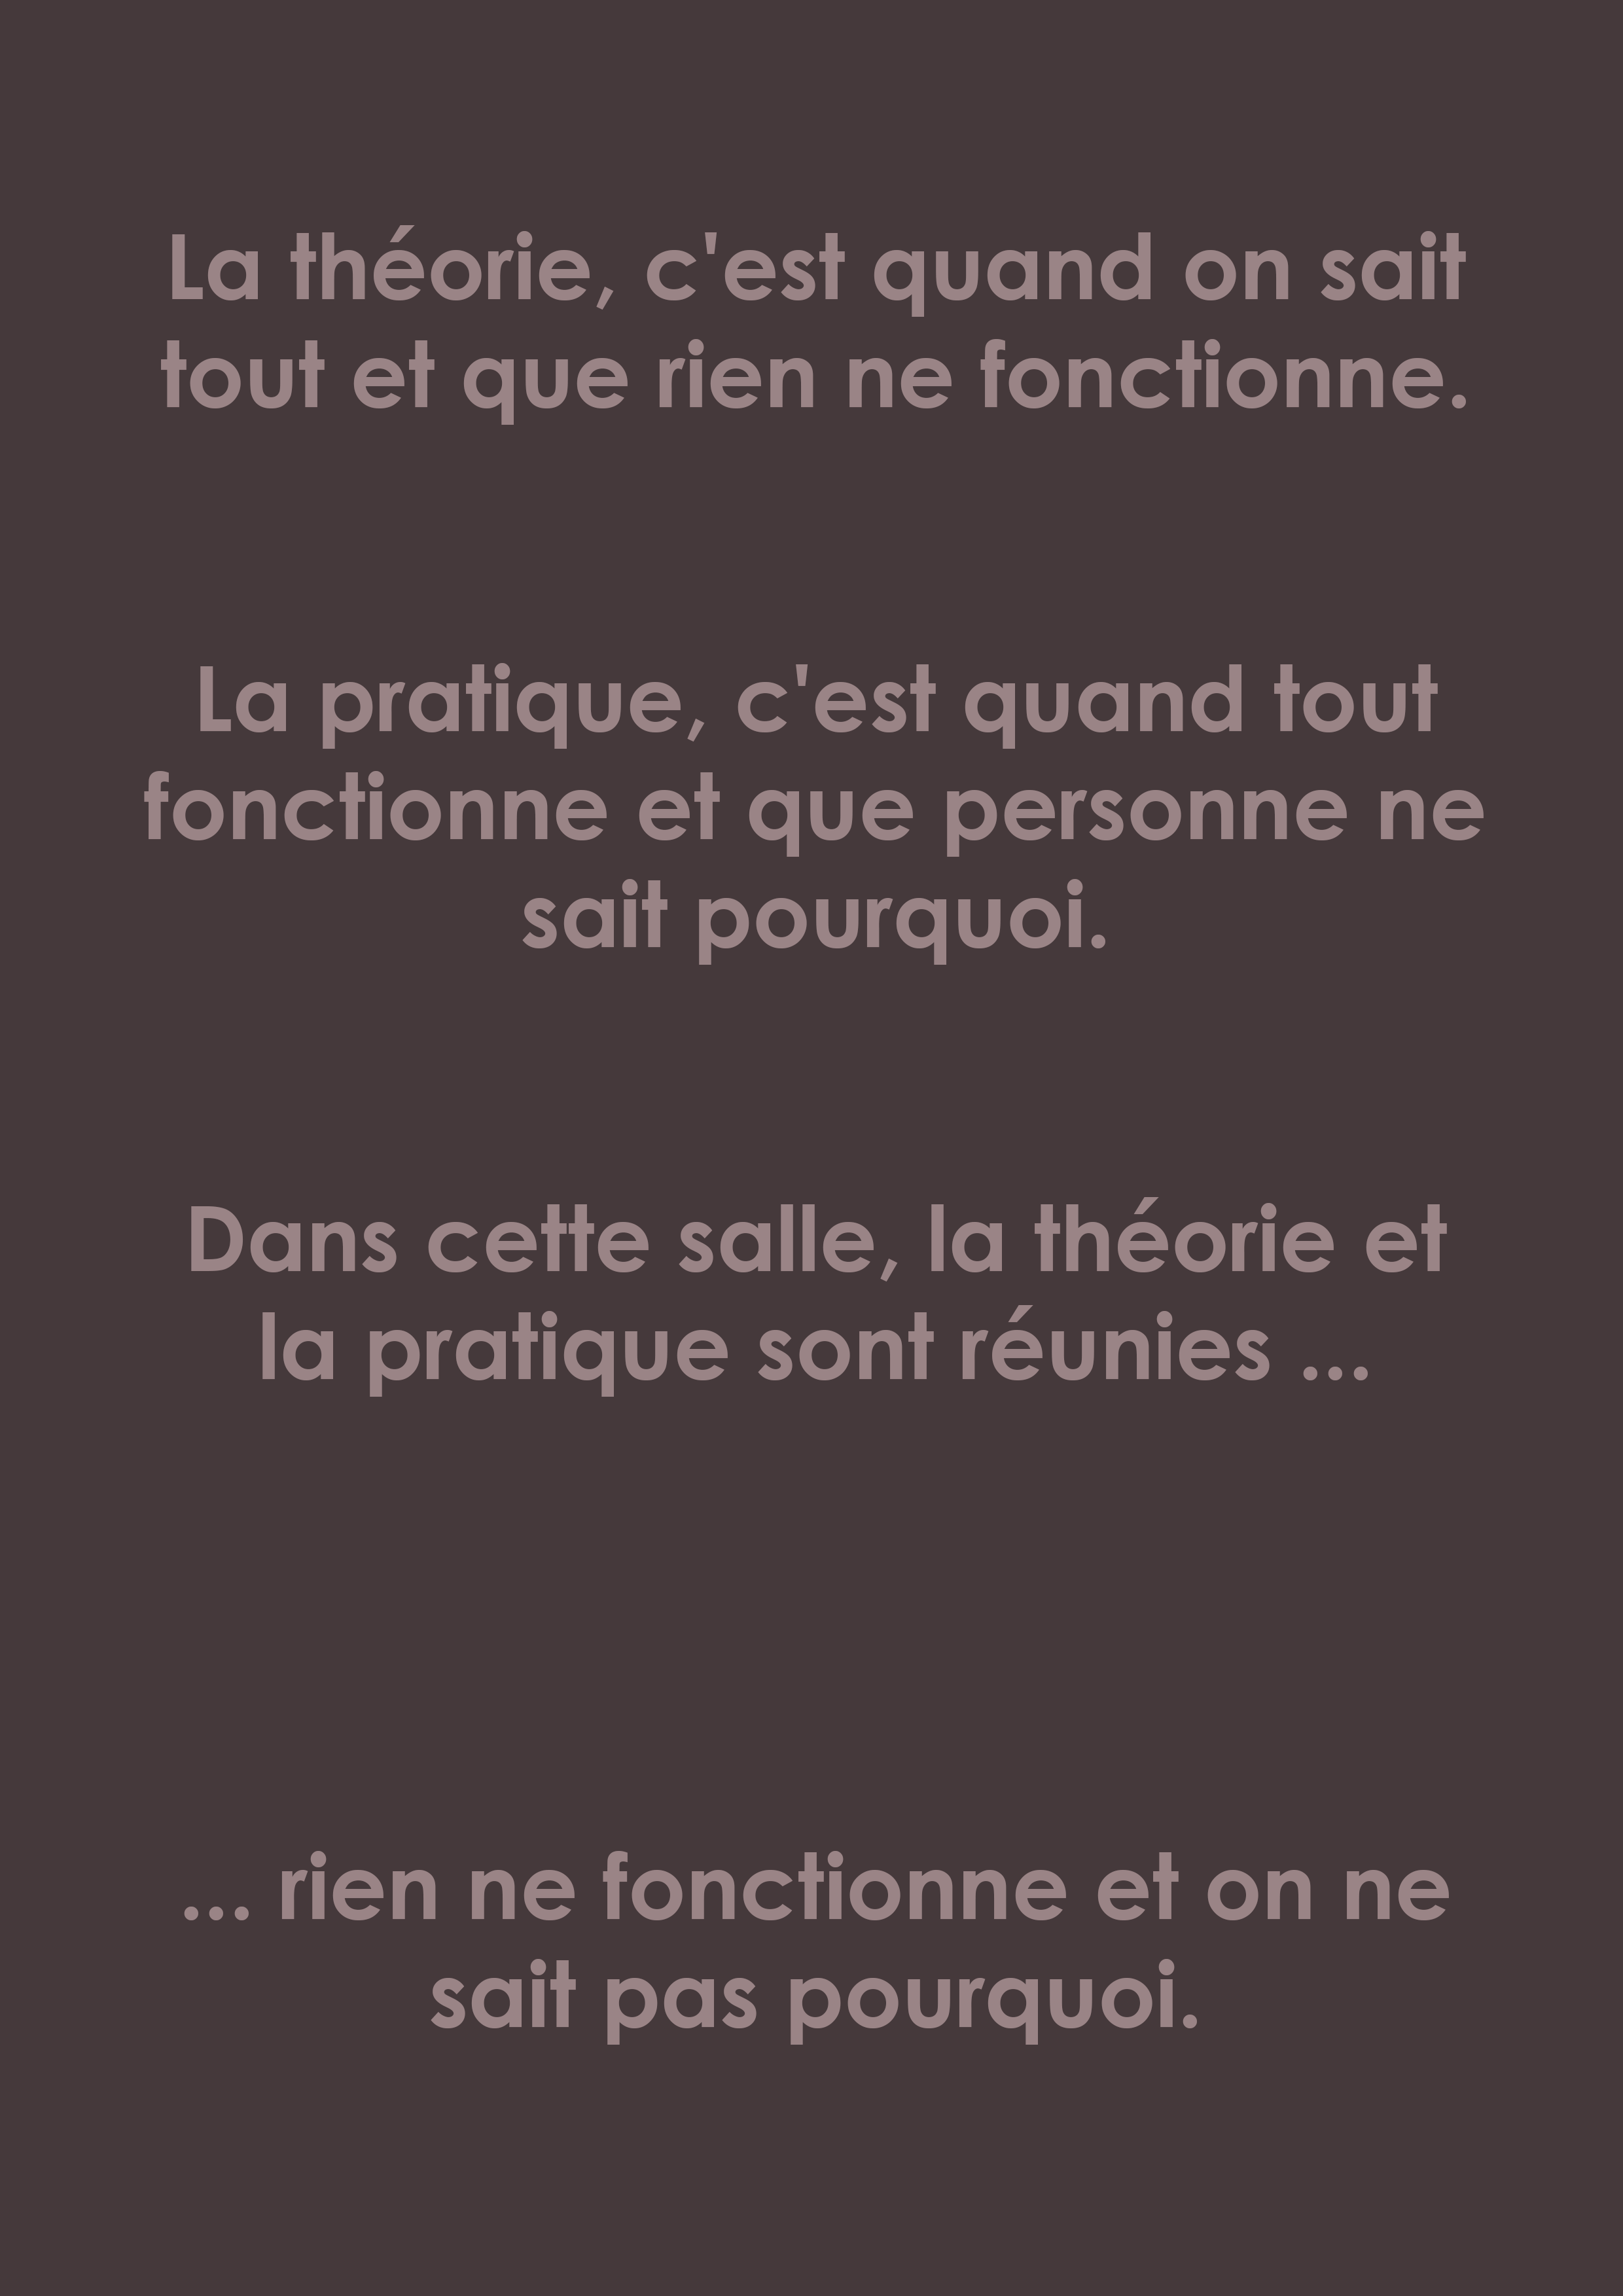 La théorie, c'est quand on sait
tout et que rien ne fonctionne.
La pratique, c'est quand tout
fonctionne et que personne ne
sait pourquoi.
Dans cette salle, la théorie et
la pratique sont réunies ...
... rien ne fonctionne et on ne
sait pas pourquoi.